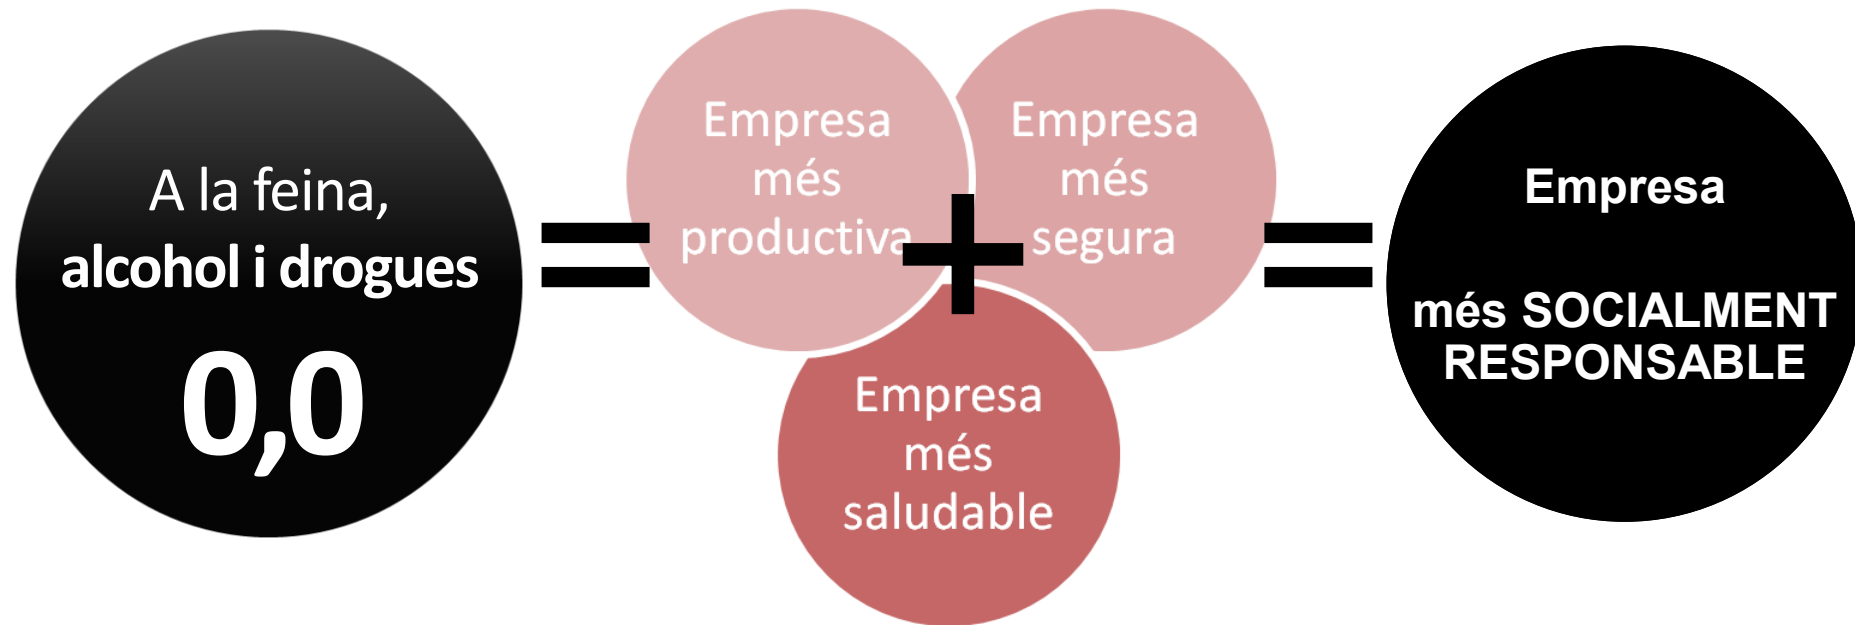 A la feina,
alcohol i drogues
0,0
=
Empresa
més
productiva
+
Empresa
més
segura
Empresa
més
saludable
=
Empresa
més SOCIALMENT
RESPONSABLE